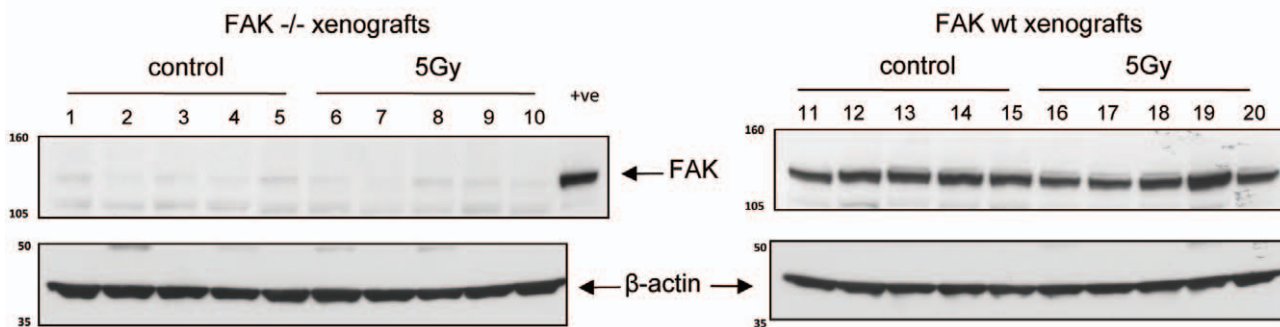 FAK -/- xenografts
control 5Gy
1 2 3 4 5 6 7 8 9 10 +ve
160
105
FAK
50
35
β-actin
FAK wt xenografts
control 5Gy
11 12 13 14 15 16 17 18 19 20
160
105
50
35